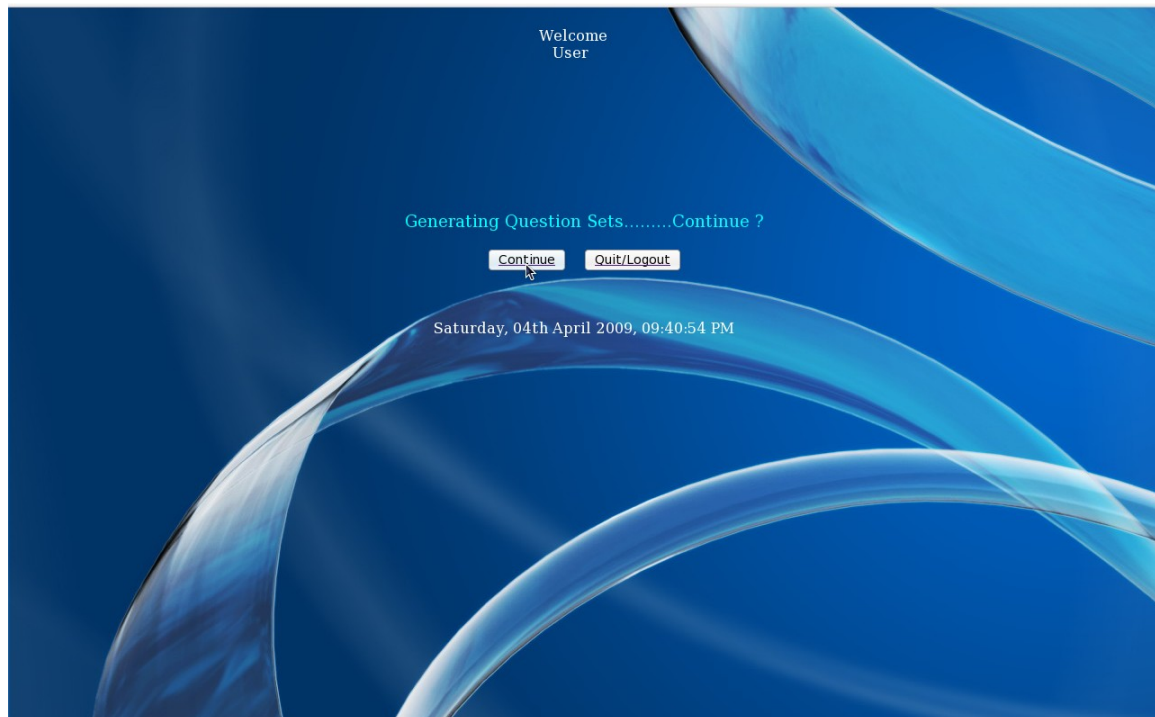 Welcome
User
Generating Question Sets.........Continue ?
Continue Quit/Logout
Saturday, 04th April 2009, 09:40:54 PM